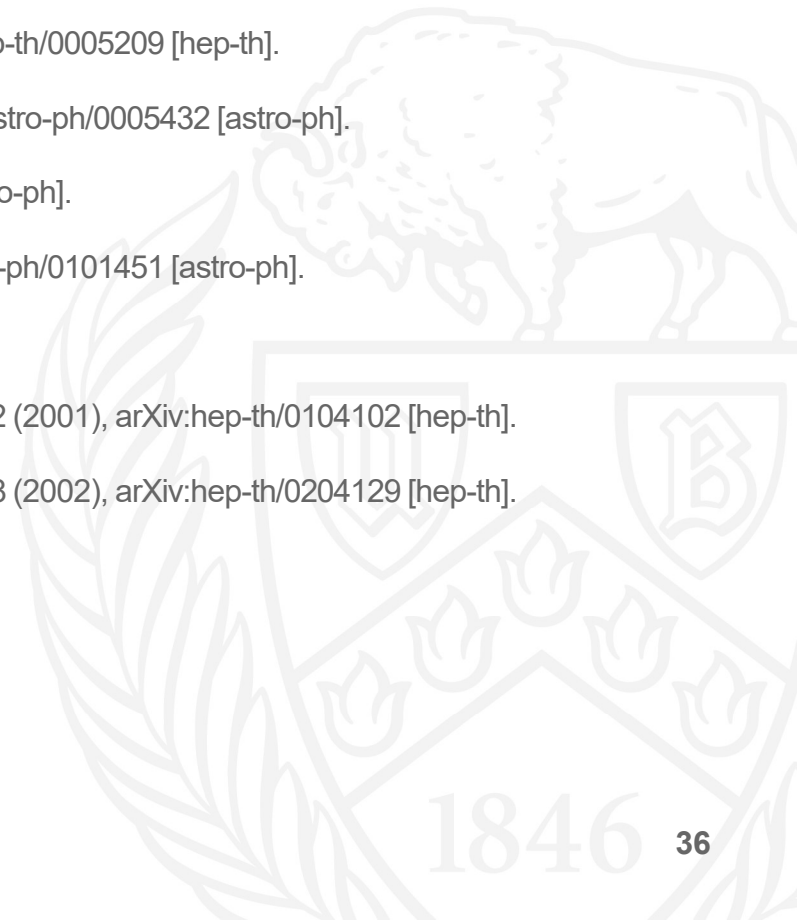 p-th/0005209 [hep-th].
stro-ph/0005432 [astro-ph].
o-ph].
-ph/0101451 [astro-ph].
2 (2001), arXiv:hep-th/0104102 [hep-th].
3 (2002), arXiv:hep-th/0204129 [hep-th].
U B
1846
36